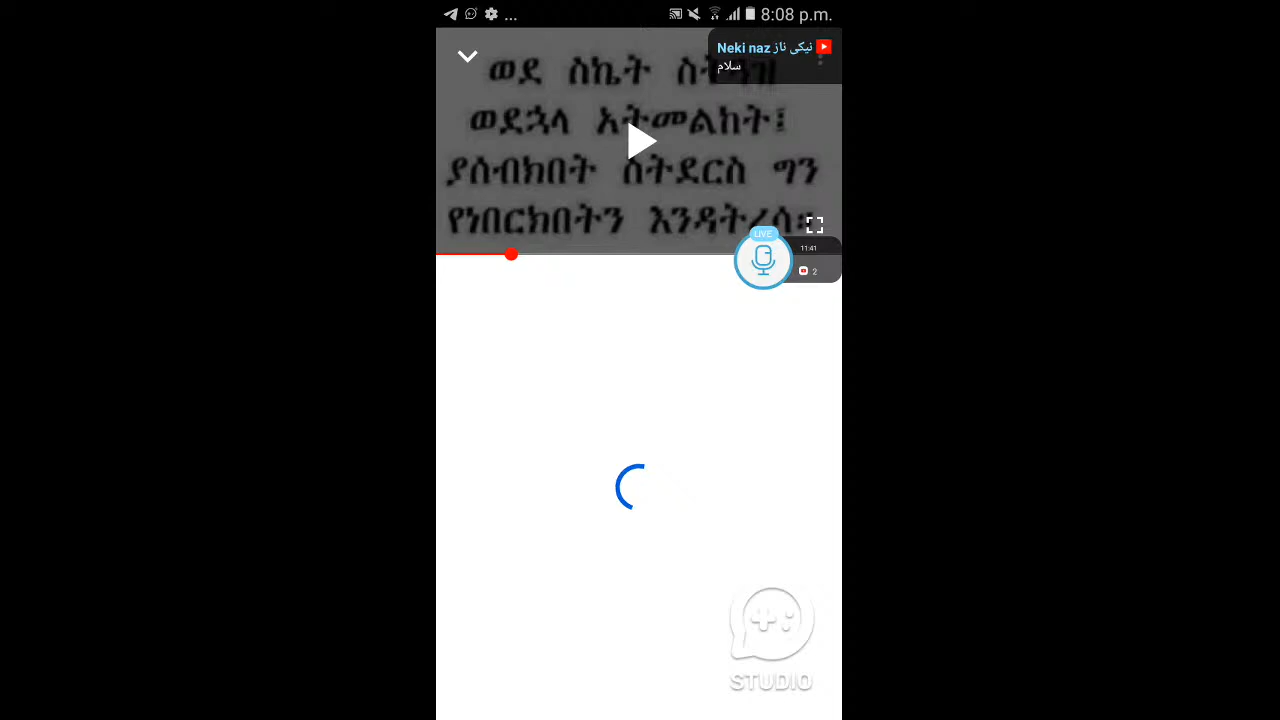 ... 8:08 p.m.
Neki naz نیکی ناز
سلام
ወደ ስኬት
ወደኋላ አትመልከት፤
ያሰብክበት ስትደርስ ግን
የነበርክበትን እንዳትረሳ።
LIVE
11:41
2
STUDIO